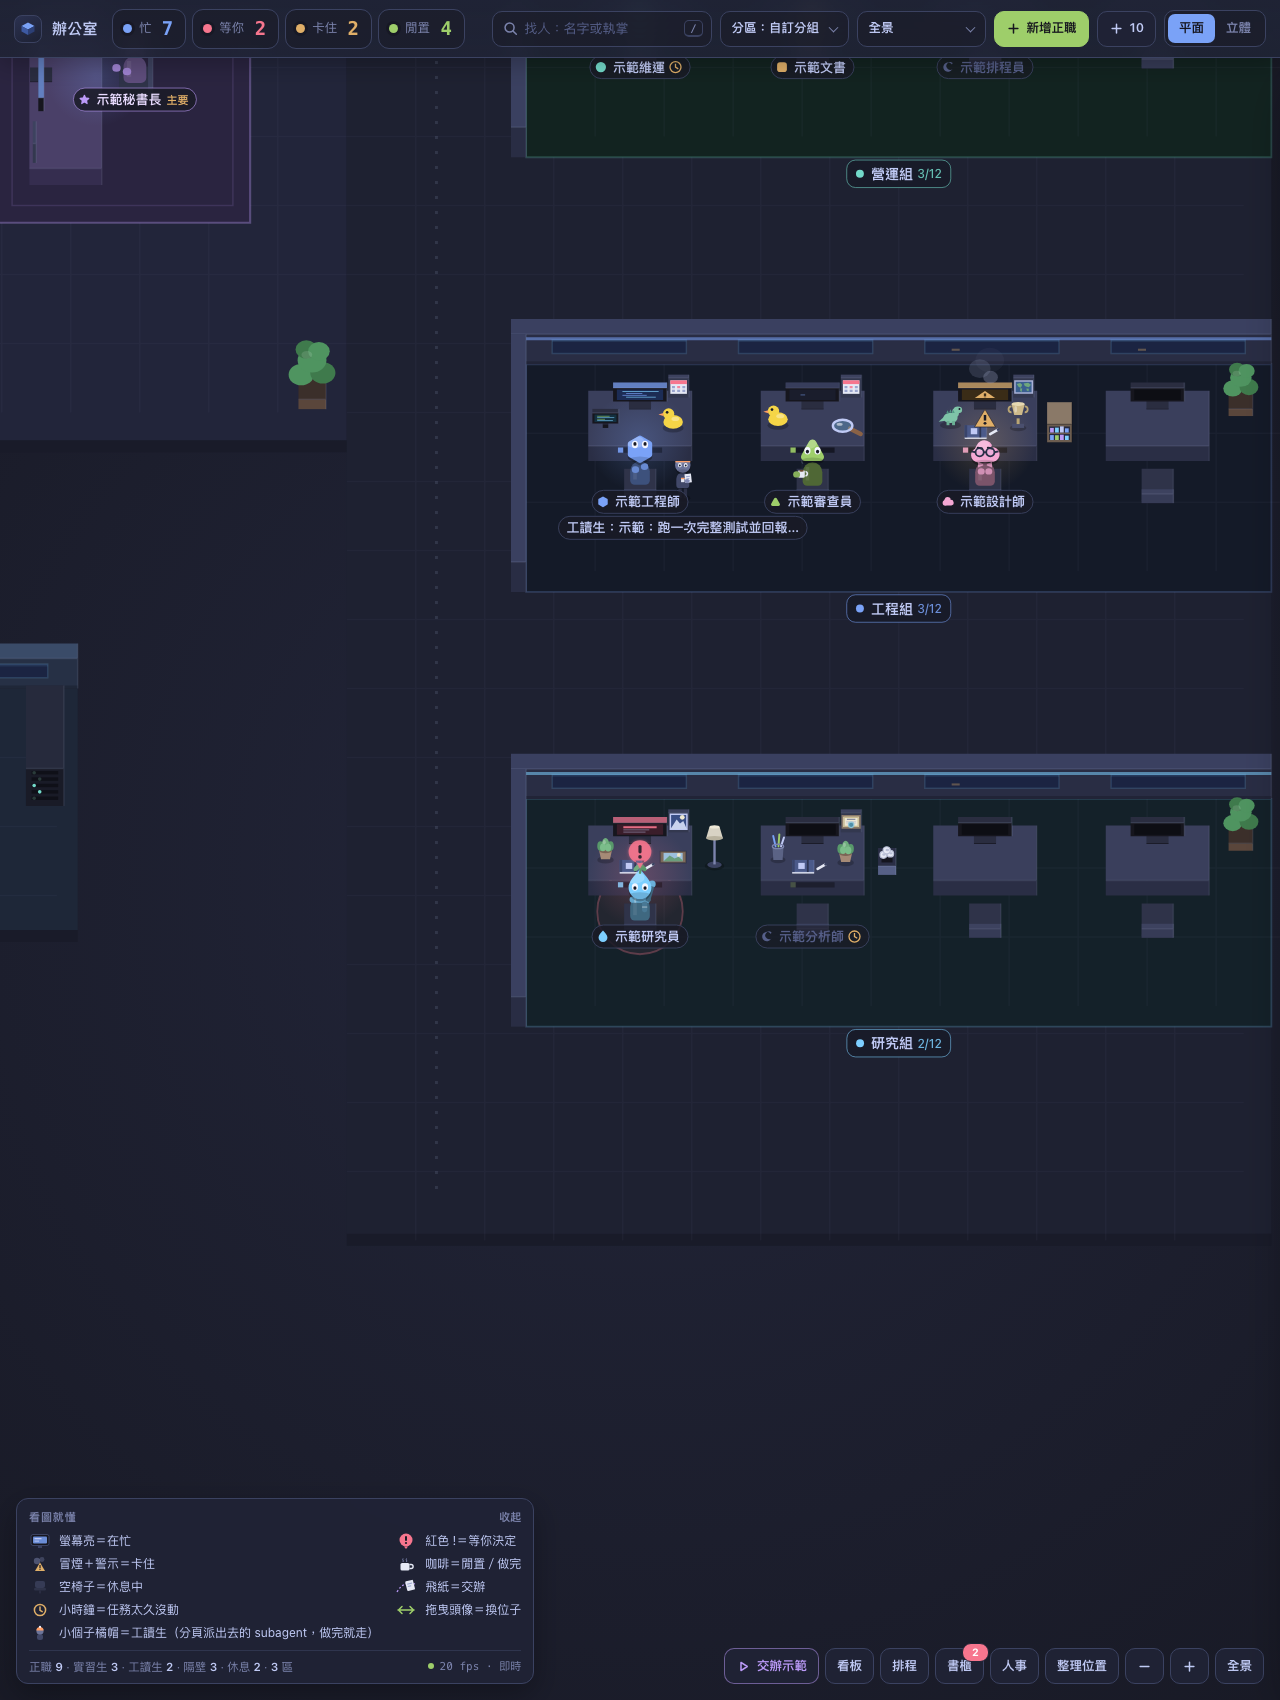 辦公室 忙 7 等你 2 卡住 2 閒置 4 找人：名字或執掌 / 分區：自訂分組 全景 ＋ 新增正職 ＋ 10 平面 立體
示範維運 示範文書 示範排程員
示範秘書長 主要
營運組 3/12
示範工程師 示範審查員 示範設計師
工讀生：示範：跑一次完整測試並回報...
工程組 3/12
示範研究員 示範分析師
研究組 2/12
看圖就懂 收起
螢幕亮＝在忙 紅色 !＝等你決定
冒煙＋警示＝卡住 咖啡＝閒置 / 做完
空椅子＝休息中 飛紙＝交辦
小時鐘＝任務太久沒動 拖曳頭像＝換位子
小個子橘帽＝工讀生（分頁派出去的 subagent，做完就走）
正職 9 · 實習生 3 · 工讀生 2 · 隔壁 3 · 休息 2 · 3 區 20 fps · 即時
交辦示範 看板 排程 書櫃 2 人事 整理位置 − ＋ 全景